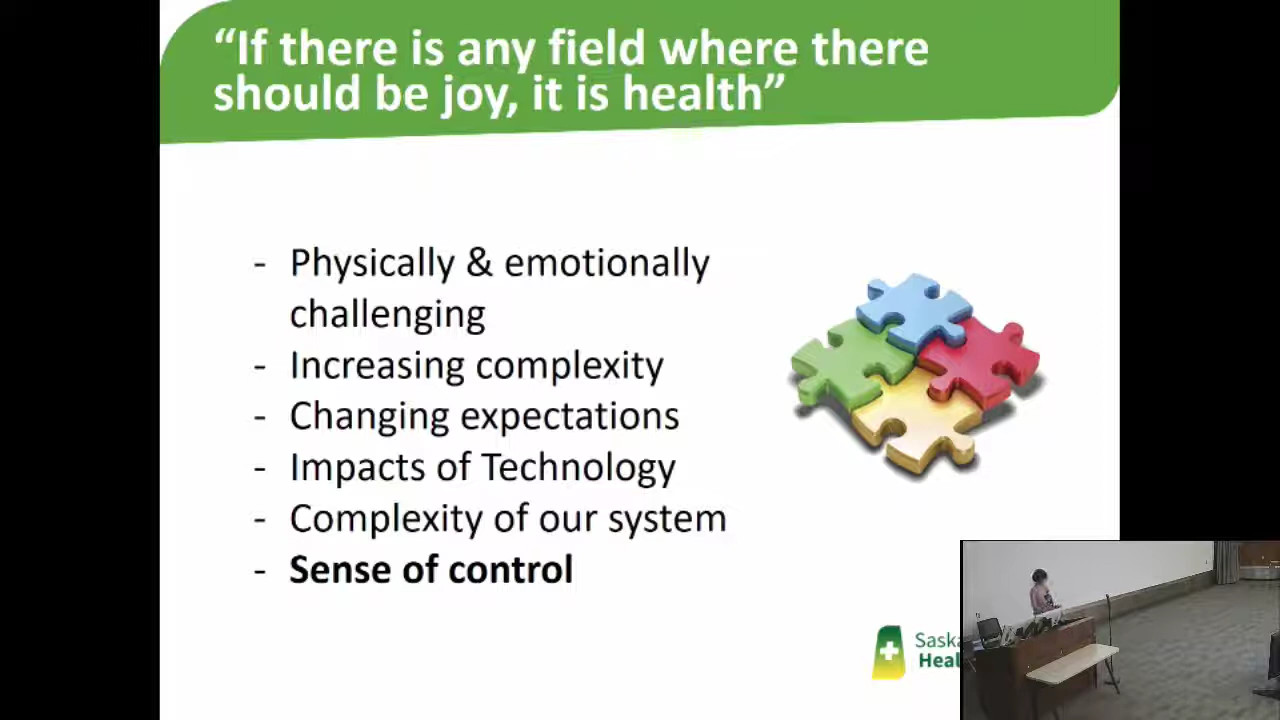 “If there is any field where there
should be joy, it is health”
- Physically & emotionally
challenging
- Increasing complexity
- Changing expectations
- Impacts of Technology
- Complexity of our system
- Sense of control